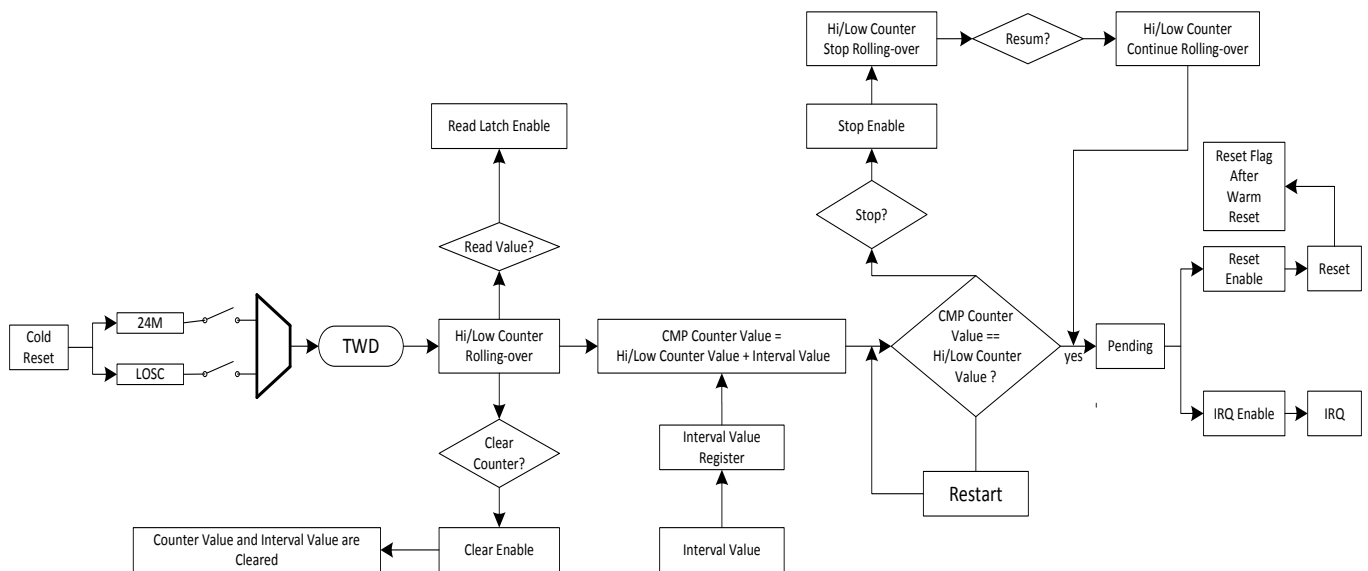 Hi/Low Counter
Stop Rolling-over
Resum?
Hi/Low Counter
Continue Rolling-over
Read Latch Enable
Stop Enable
Reset Flag
After
Warm
Reset
Stop?
Read Value?
Reset
Enable
Reset
Cold
Reset
24M
LOSC
TWD
Hi/Low Counter
Rolling-over
CMP Counter Value =
Hi/Low Counter Value + Interval Value
CMP Counter
Value ==
Hi/Low Counter
Value ?
yes
Pending
IRQ Enable
IRQ
Clear
Counter?
Interval Value
Register
Restart
Counter Value and Interval Value are
Cleared
Clear Enable
Interval Value